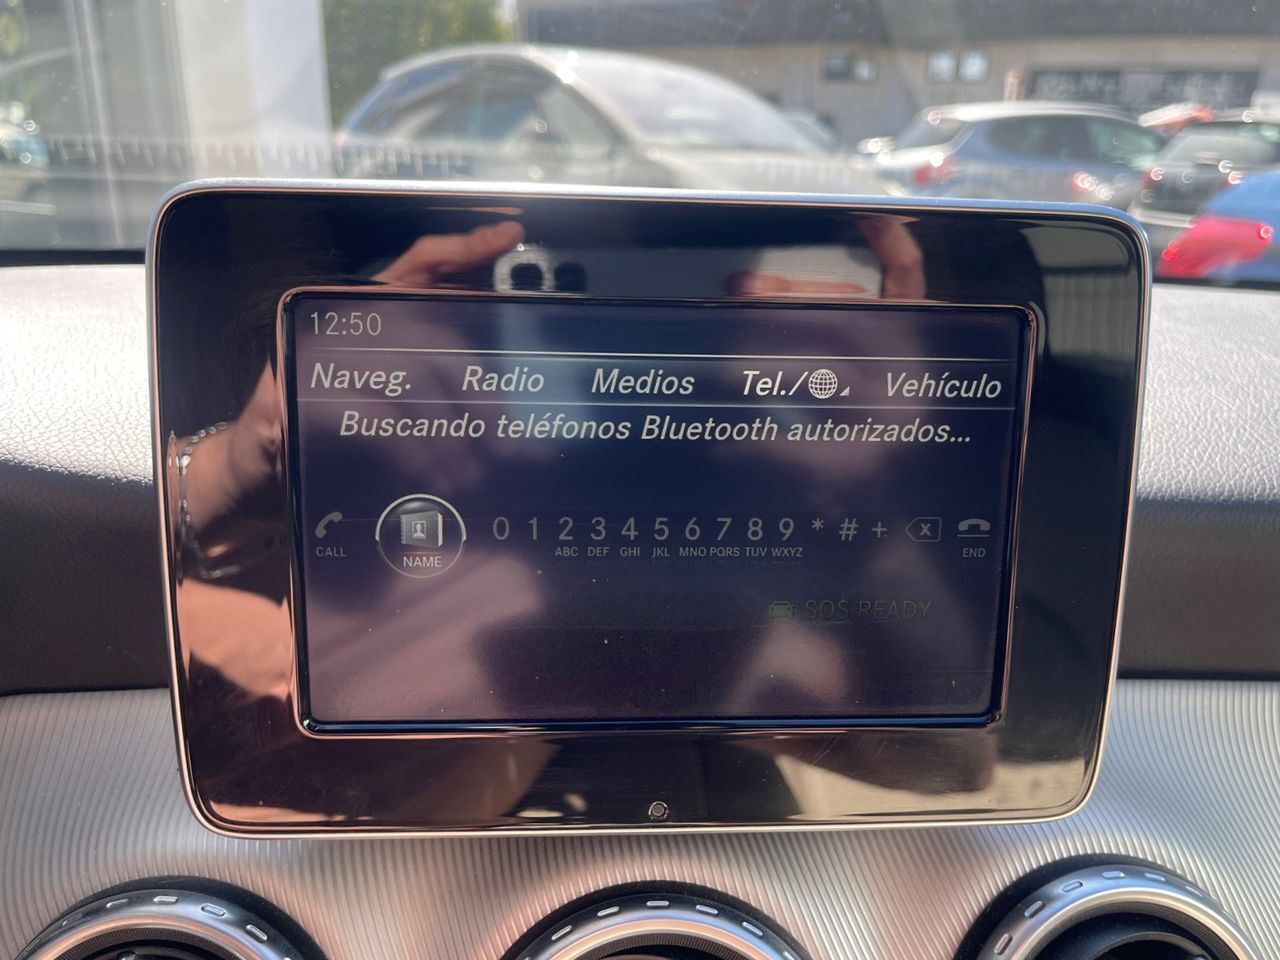 12:50
Naveg. Radio Medios Tel./ Vehículo
Buscando teléfonos Bluetooth autorizados...
0 1 2 3 4 5 6 7 8 9 * # + x
CALL NAME ABC DEF GHI JKL MNO PQRS TUV WXYZ END
SOS READY